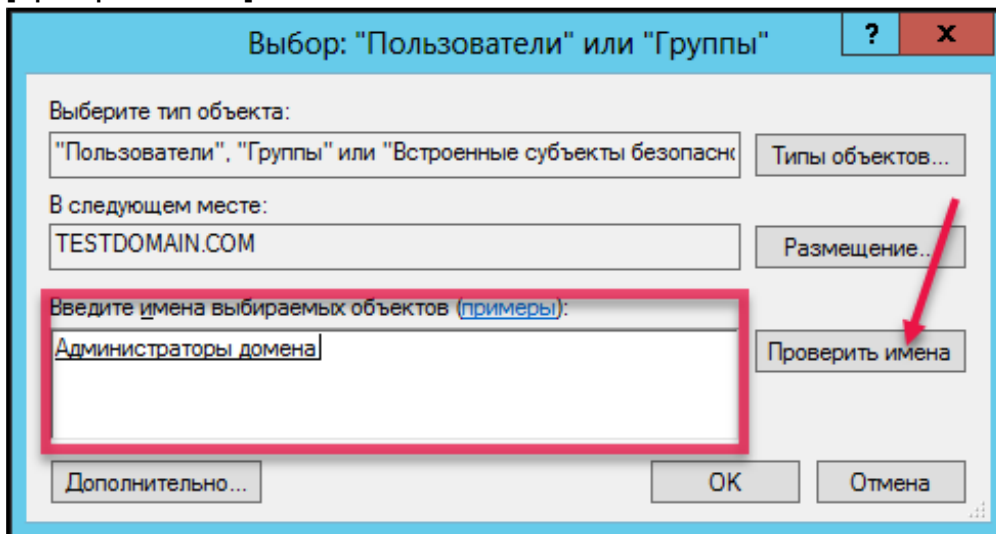 Выбор: "Пользователи" или "Группы"
?
x
Выберите тип объекта:
"Пользователи", "Группы" или "Встроенные субъекты безопасно
Типы объектов...
В следующем месте:
TESTDOMAIN.COM
Размещение...
Введите имена выбираемых объектов (примеры):
Администраторы домена
Проверить имена
Дополнительно...
OK
Отмена